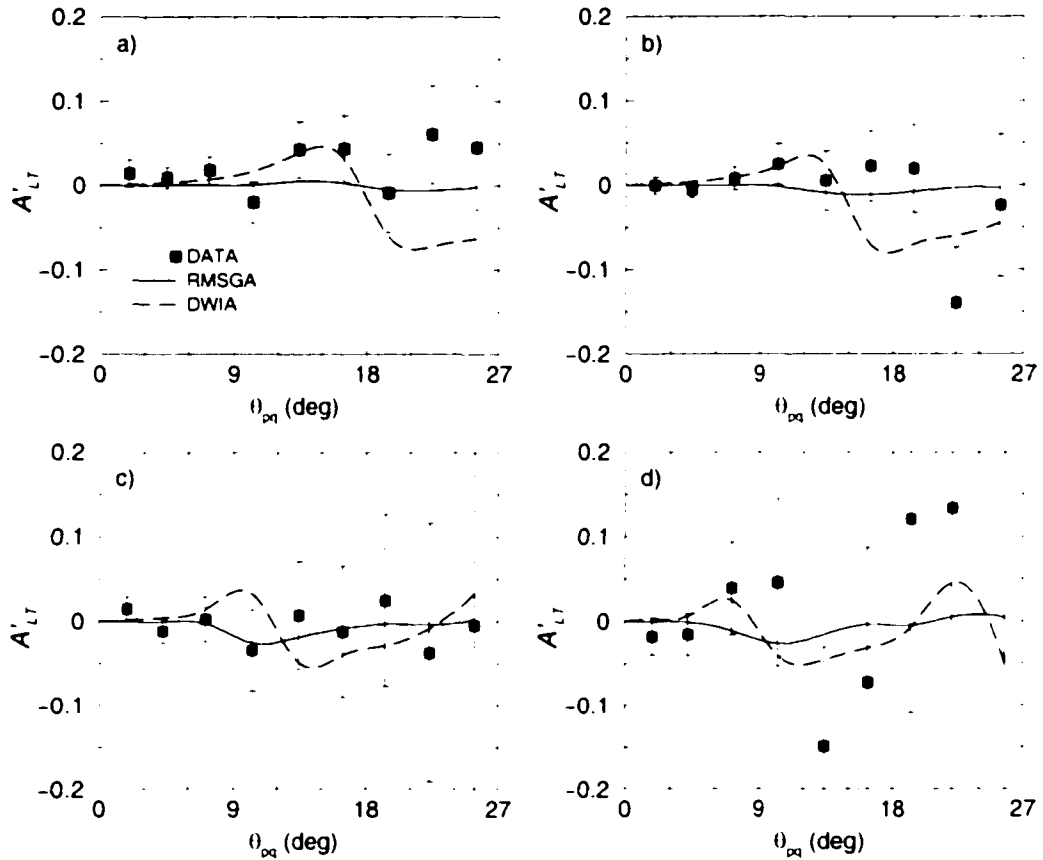 a)
0.2
0.1
0
−0.1
−0.2
A'LT
DATA
RMSGA
DWIA
0 9 18 27
θpq (deg)
b)
0.2
0.1
0
−0.1
−0.2
A'LT
0 9 18 27
θpq (deg)
c)
0.2
0.1
0
−0.1
−0.2
A'LT
0 9 18 27
θpq (deg)
d)
0.2
0.1
0
−0.1
−0.2
A'LT
0 9 18 27
θpq (deg)